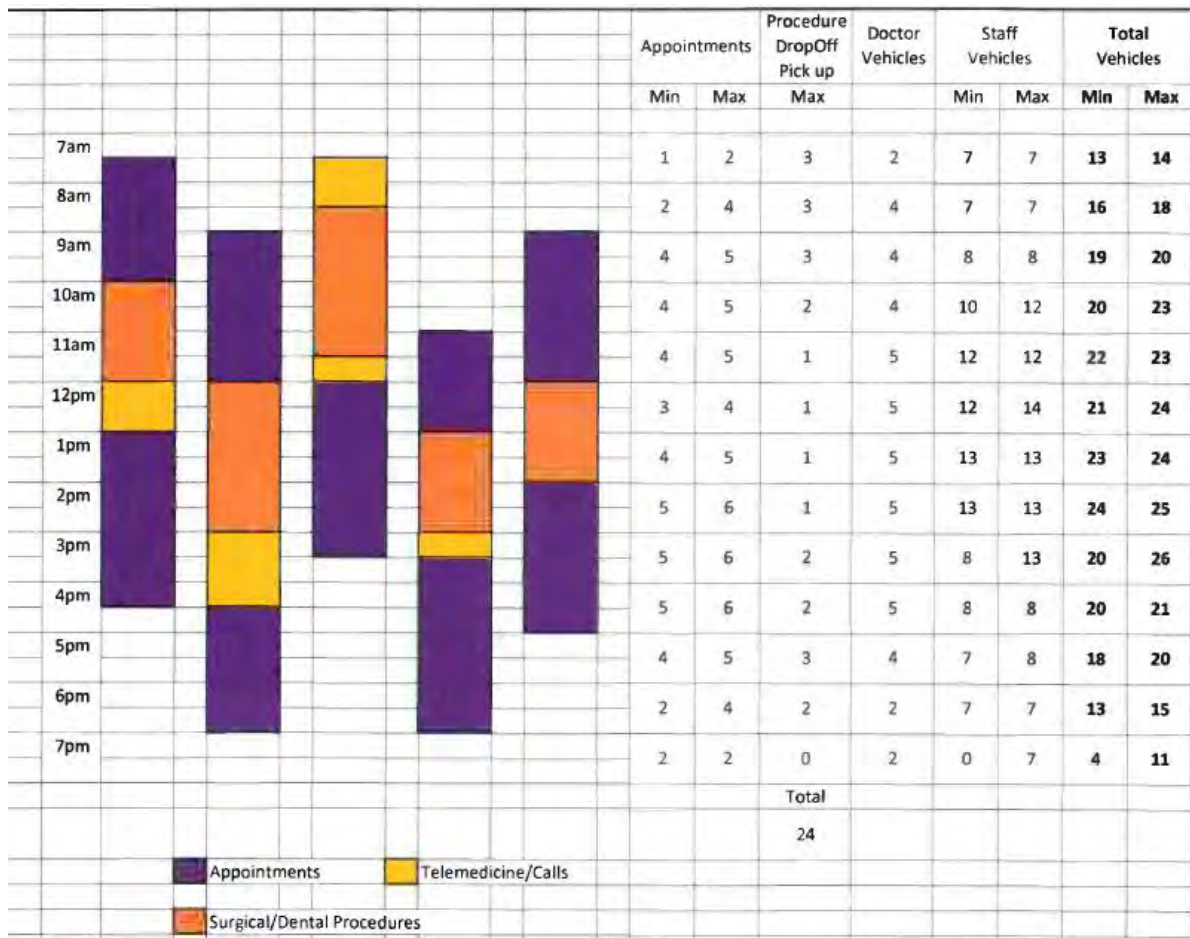 Appointments Procedure DropOff Pick up Doctor Vehicles Staff Vehicles Total Vehicles
Min Max Max Min Max Min Max
7am 1 2 3 2 7 7 13 14
8am 2 4 3 4 7 7 16 18
9am 4 5 3 4 8 8 19 20
10am 4 5 2 4 10 12 20 23
11am 4 5 1 5 12 12 22 23
12pm 3 4 1 5 12 14 21 24
1pm 4 5 1 5 13 13 23 24
2pm 5 6 1 5 13 13 24 25
3pm 5 6 2 5 8 13 20 26
4pm 5 6 2 5 8 8 20 21
5pm 4 5 3 4 7 8 18 20
6pm 2 4 2 2 7 7 13 15
7pm 2 2 0 2 0 7 4 11
Total
24
Appointments Telemedicine/Calls
Surgical/Dental Procedures